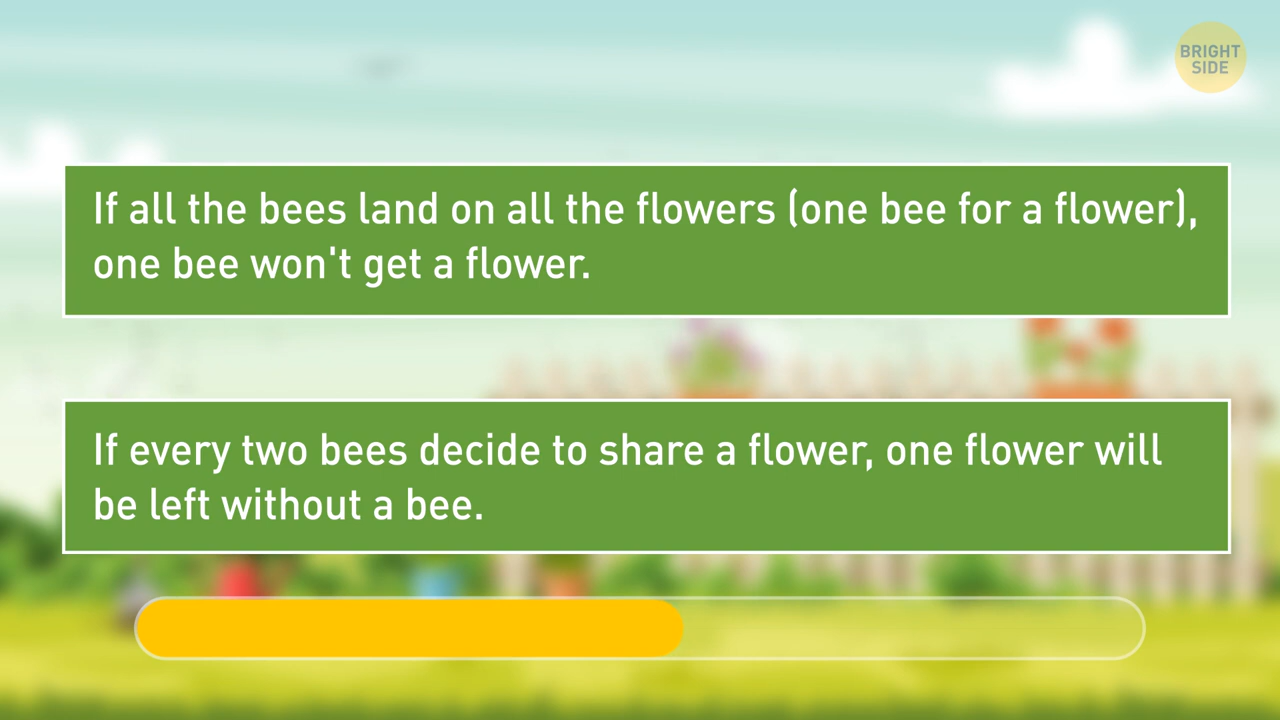 BRIGHT
SIDE
If all the bees land on all the flowers (one bee for a flower),
one bee won't get a flower.
If every two bees decide to share a flower, one flower will
be left without a bee.